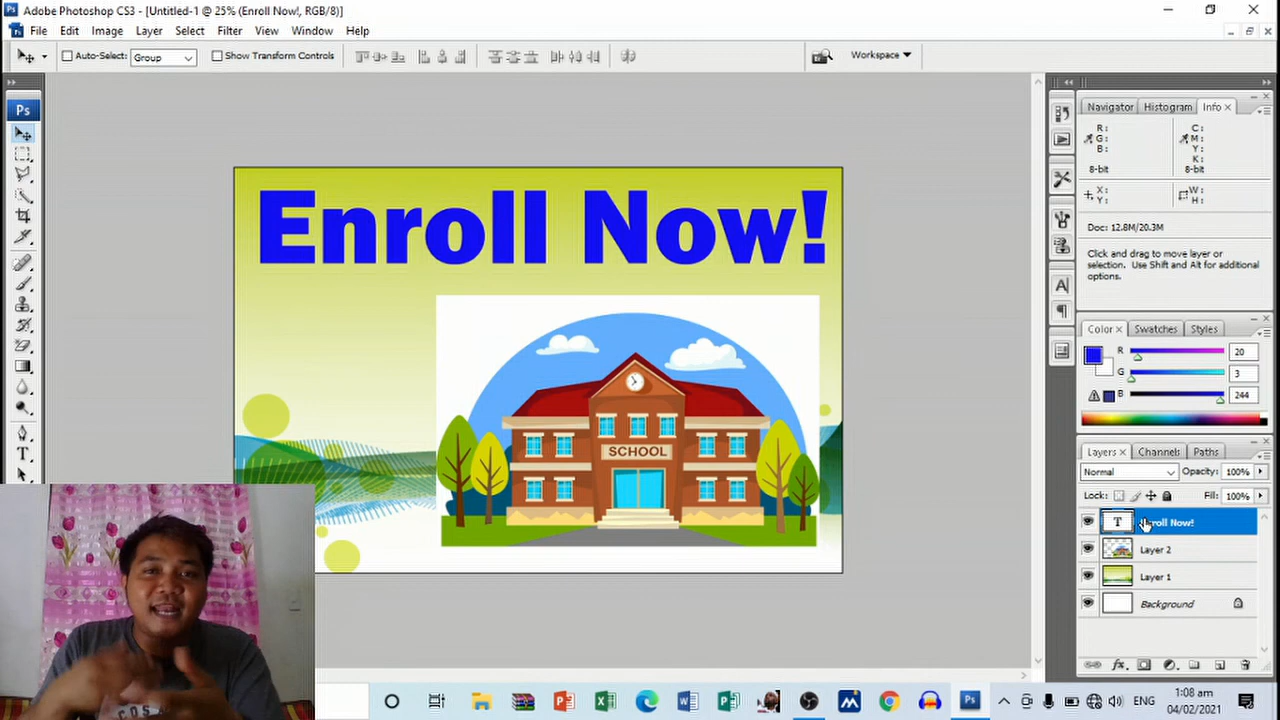 Adobe Photoshop CS3 - [Untitled-1 @ 25% (Enroll Now!, RGB/8)]
File Edit Image Layer Select Filter View Window Help
Auto-Select: Group Show Transform Controls Workspace
Ps
Navigator Histogram Info
R: C:
G: M:
B: Y:
K:
8-bit 8-bit
X: W:
Y: H:
Doc: 12.8M/20.3M
Click and drag to move layer or
selection. Use Shift and Alt for additional
options.
Color Swatches Styles
R 20
G 3
B 244
Layers Channels Paths
Normal Opacity: 100%
Lock: Fill: 100%
T Enroll Now!
Layer 2
Layer 1
Background
Enroll Now!
SCHOOL
ENG
1:08 am
04/02/2021